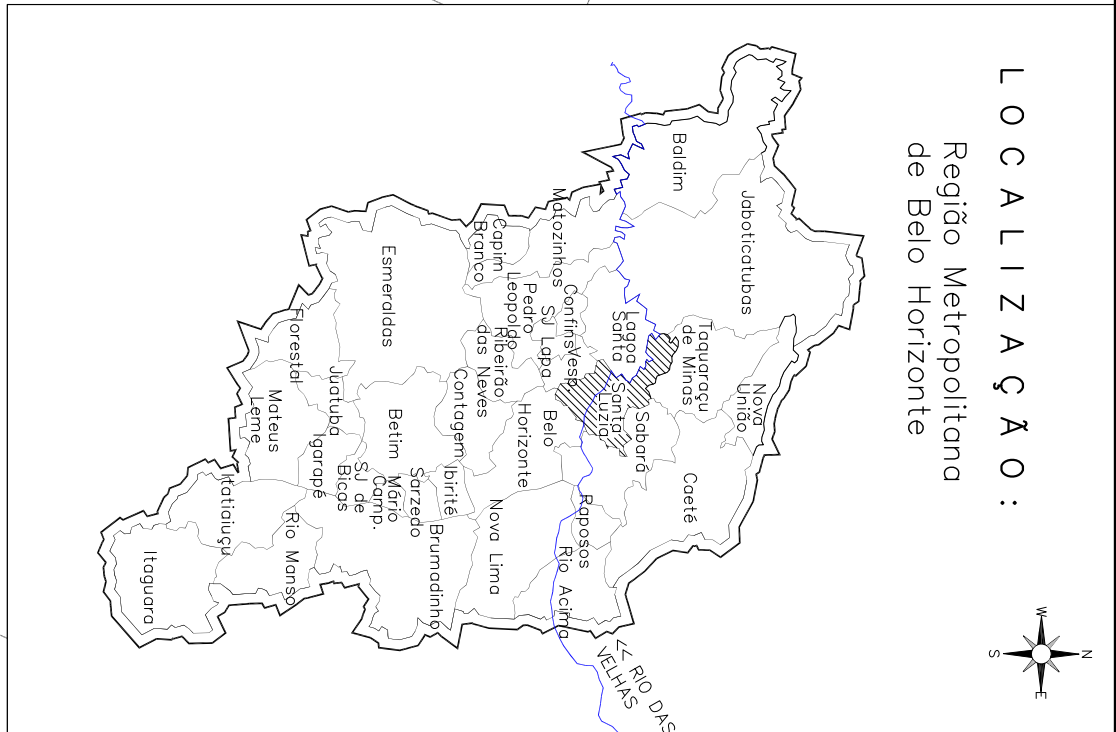 LOCALIZAÇÃO:
Região Metropolitana
de Belo Horizonte
Jaboticatubas
Baldim
Nova
União
Taquaraçu
de Minas
Caeté
Lagoa
Santa
Sabará
Santa
Luzia
Matozinhos
Confins
Vesp.
SJ Lapa
Pedro
Leopoldo
Capim
Branco
Ribeirão
das Neves
Belo
Horizonte
Raposos
Rio Acima
Nova Lima
Contagem
Ibirité
Sarzedo
Mário
Camp.
Brumadinho
Betim
Esmeraldas
SJ de
Bicas
Juatuba
Igarapé
Florestal
Mateus
Leme
Rio Manso
Itatiaiuçu
Itaguara
<< RIO DAS
VELHAS
N
S
W
E